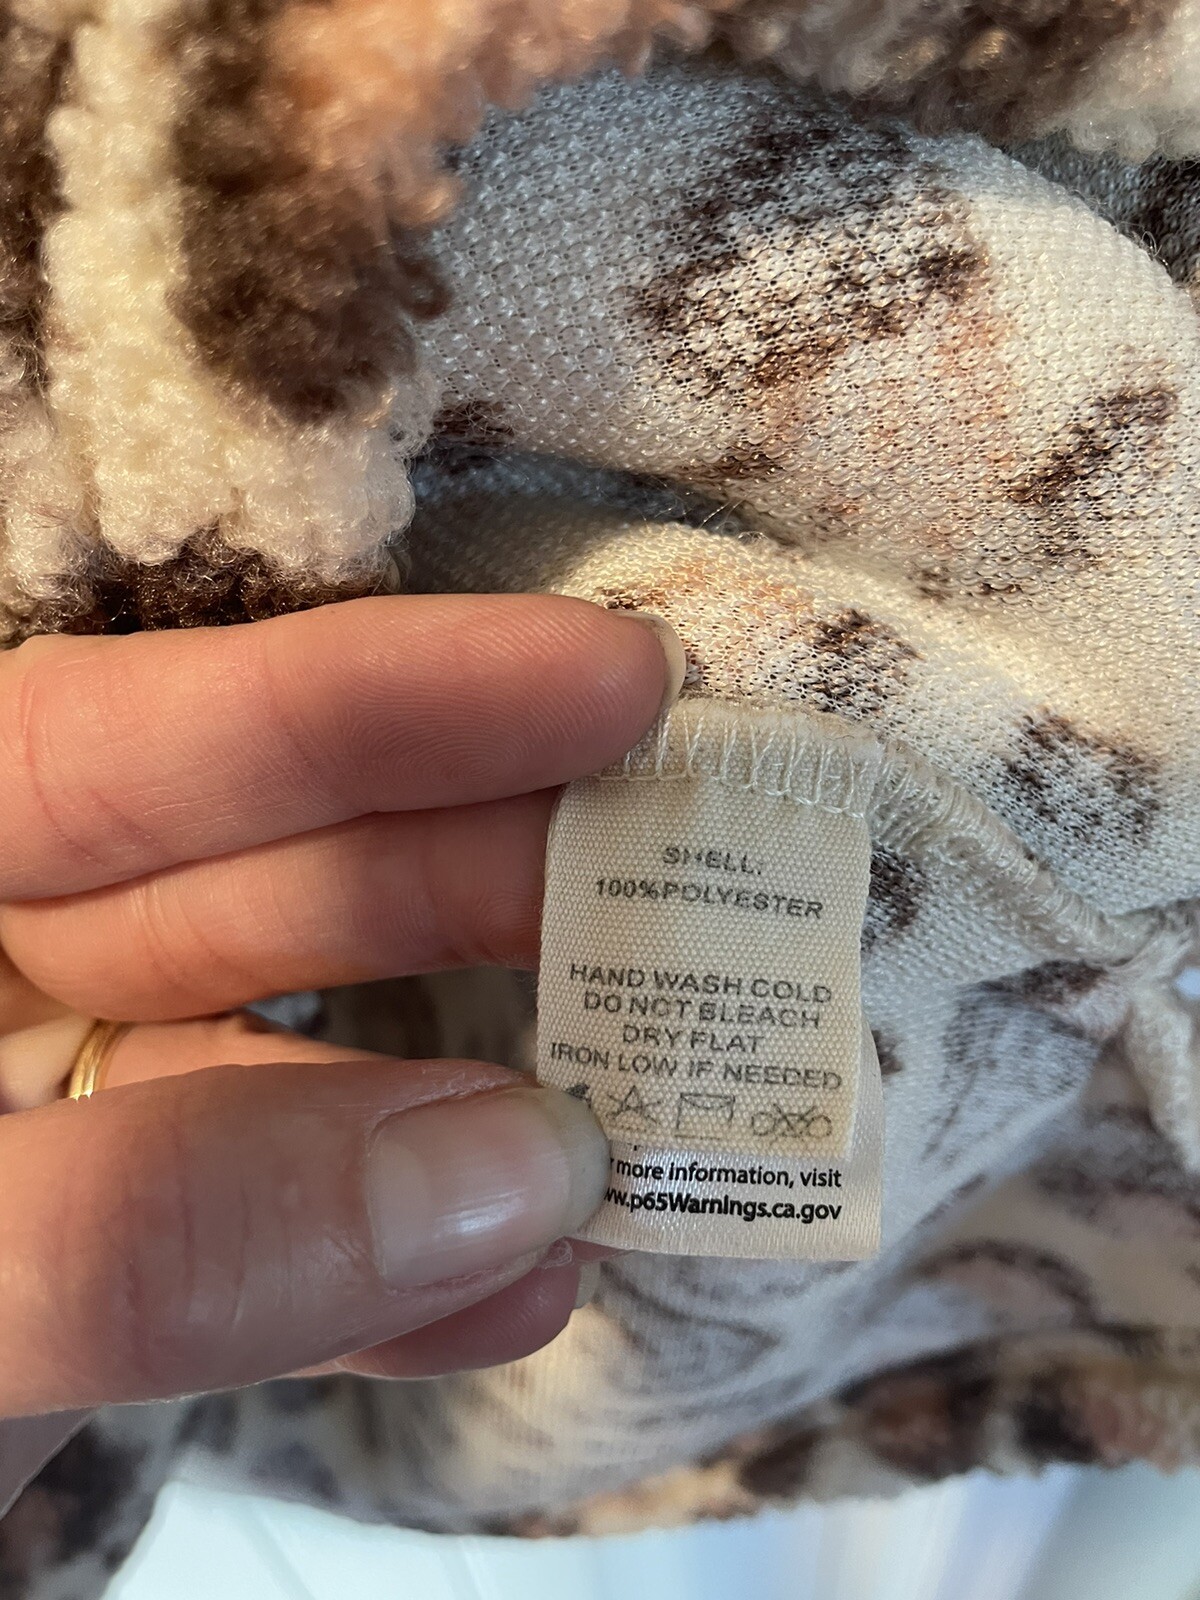 SHELL:
100%POLYESTER
HAND WASH COLD
DO NOT BLEACH
DRY FLAT
IRON LOW IF NEEDED
more information, visit
p65Warnings.ca.gov